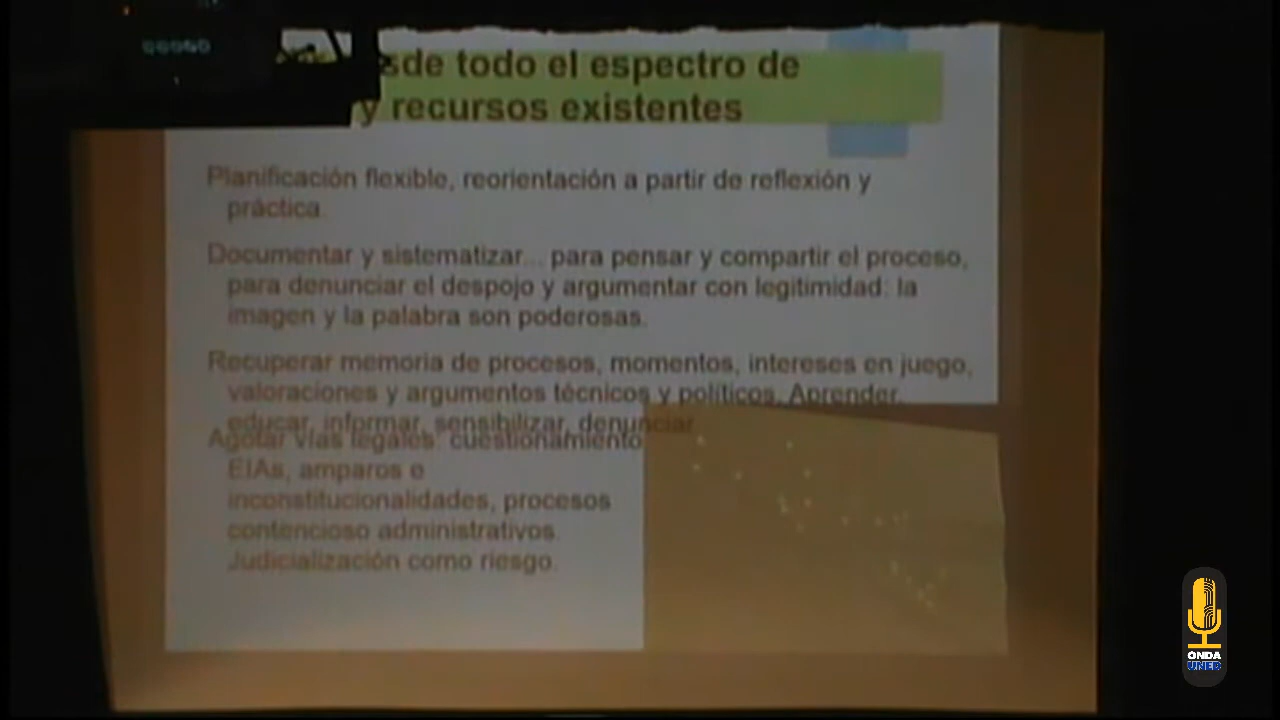 sde todo el espectro de
y recursos existentes
Planificación flexible, reorientación a partir de reflexión y
práctica.
Documentar y sistematizar... para pensar y compartir el proceso,
para denunciar el despojo y argumentar con legitimidad: la
imagen y la palabra son poderosas.
Recuperar memoria de procesos, momentos, intereses en juego,
valoraciones y argumentos técnicos y políticos. Aprender,
educar, informar, sensibilizar, denunciar
Agotar vías legales: cuestionamiento
EIAs, amparos e
inconstitucionalidades, procesos
contencioso administrativos.
Judicialización como riesgo.
ONDA
UNED